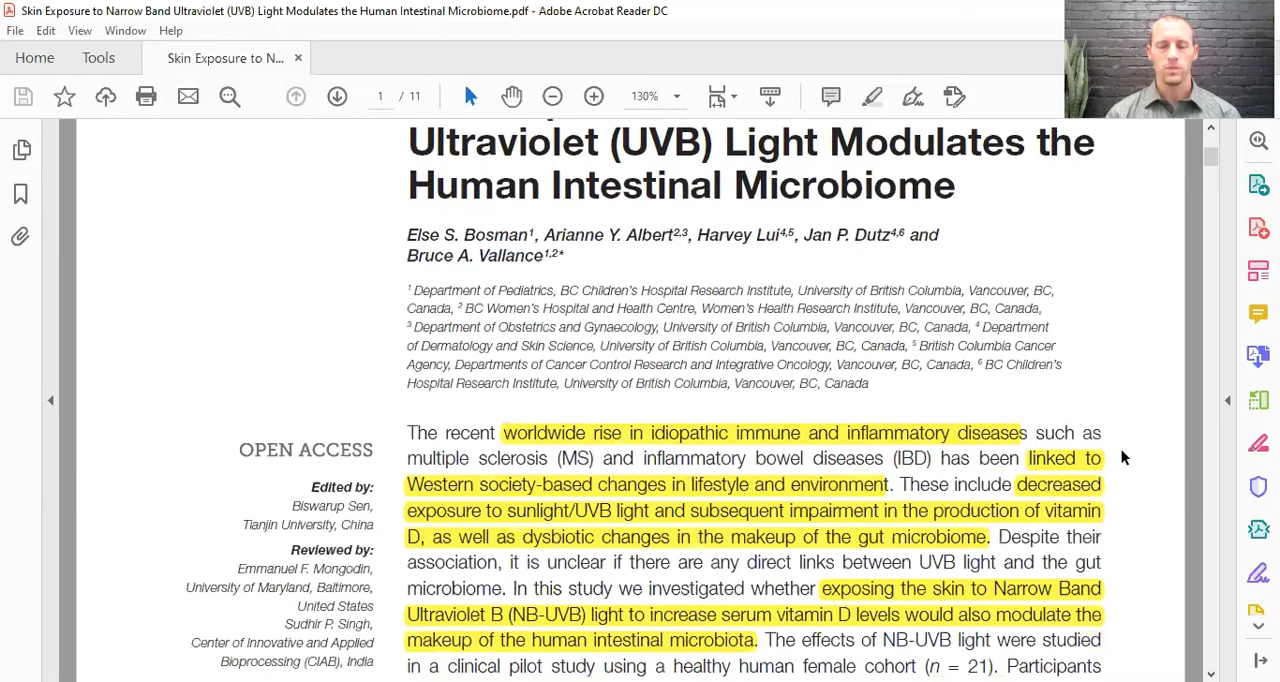 Skin Exposure to Narrow Band Ultraviolet (UVB) Light Modulates the Human Intestinal Microbiome.pdf - Adobe Acrobat Reader DC
File Edit View Window Help
Home Tools Skin Exposure to N... ×
1 / 11 130%
Ultraviolet (UVB) Light Modulates the
Human Intestinal Microbiome
Else S. Bosman1, Arianne Y. Albert2,3, Harvey Lui4,5, Jan P. Dutz4,6 and
Bruce A. Vallance1,2*
1 Department of Pediatrics, BC Children's Hospital Research Institute, University of British Columbia, Vancouver, BC,
Canada, 2 BC Women's Hospital and Health Centre, Women's Health Research Institute, Vancouver, BC, Canada,
3 Department of Obstetrics and Gynaecology, University of British Columbia, Vancouver, BC, Canada, 4 Department
of Dermatology and Skin Science, University of British Columbia, Vancouver, BC, Canada, 5 British Columbia Cancer
Agency, Departments of Cancer Control Research and Integrative Oncology, Vancouver, BC, Canada, 6 BC Children's
Hospital Research Institute, University of British Columbia, Vancouver, BC, Canada
OPEN ACCESS
Edited by:
Biswarup Sen,
Tianjin University, China
Reviewed by:
Emmanuel F. Mongodin,
University of Maryland, Baltimore,
United States
Sudhir P. Singh,
Center of Innovative and Applied
Bioprocessing (CIAB), India
The recent worldwide rise in idiopathic immune and inflammatory diseases such as
multiple sclerosis (MS) and inflammatory bowel diseases (IBD) has been linked to
Western society-based changes in lifestyle and environment. These include decreased
exposure to sunlight/UVB light and subsequent impairment in the production of vitamin
D, as well as dysbiotic changes in the makeup of the gut microbiome. Despite their
association, it is unclear if there are any direct links between UVB light and the gut
microbiome. In this study we investigated whether exposing the skin to Narrow Band
Ultraviolet B (NB-UVB) light to increase serum vitamin D levels would also modulate the
makeup of the human intestinal microbiota. The effects of NB-UVB light were studied
in a clinical pilot study using a healthy human female cohort (n = 21). Participants